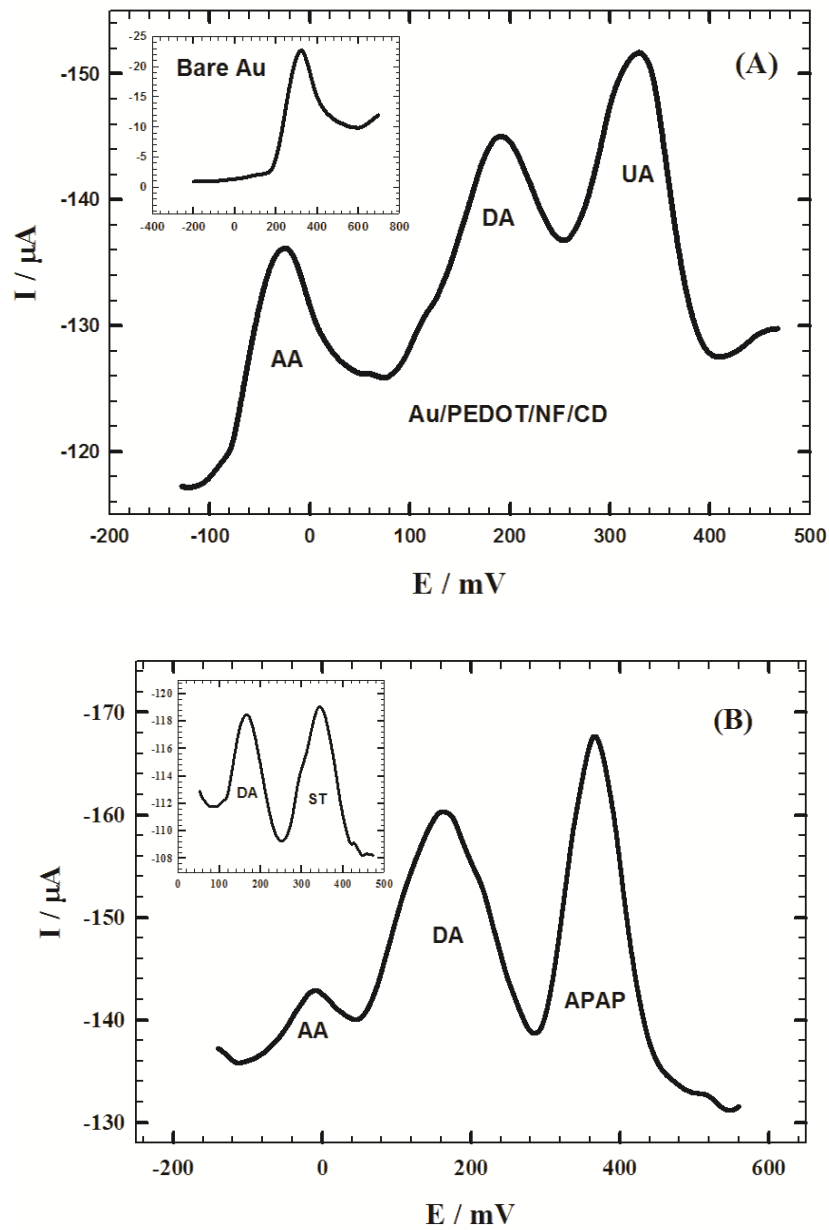 (A)
Bare Au
-25
-20
-15
-10
-5
0
-400 -200 0 200 400 600 800
-150
-140
-130
-120
I / µA
AA
DA
UA
Au/PEDOT/NF/CD
-200 -100 0 100 200 300 400 500
E / mV
(B)
-120
-118
-116
-114
-112
-110
-108
DA
ST
0 100 200 300 400 500
-170
-160
-150
-140
-130
I / µA
AA
DA
APAP
-200 0 200 400 600
E / mV